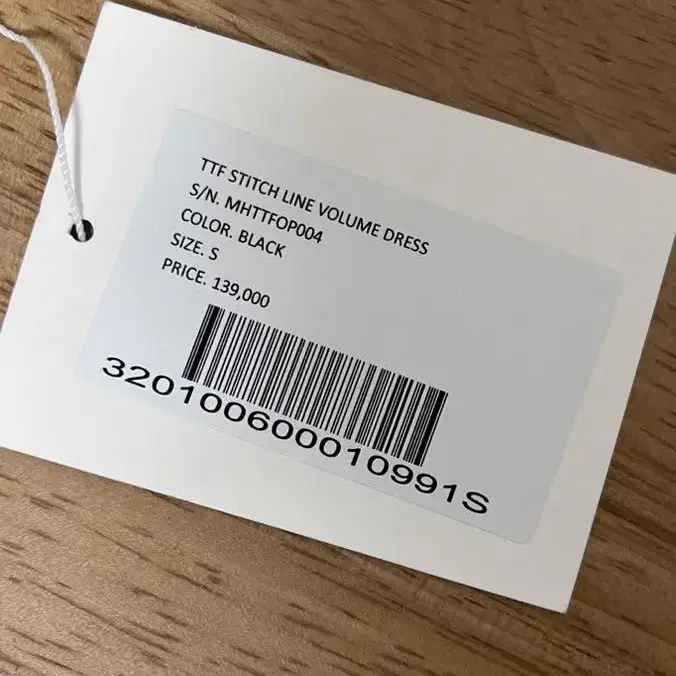 TTF STITCH LINE VOLUME DRESS
S/N. MHTTFOP004
COLOR. BLACK
SIZE. S
PRICE. 139,000
3201006000010991S